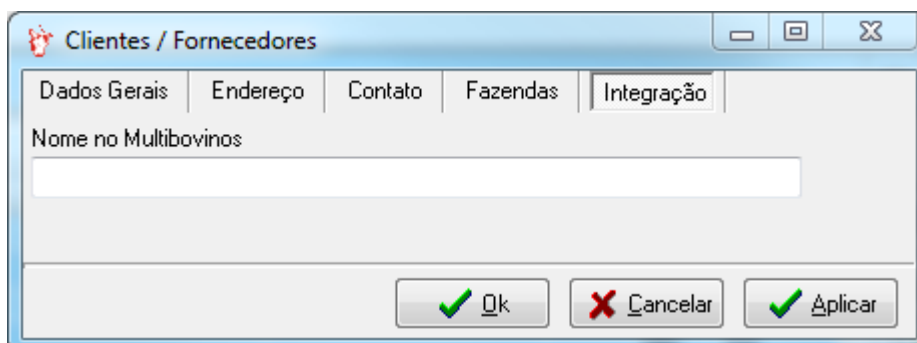 Clientes / Fornecedores
Dados Gerais Endereço Contato Fazendas Integração
Nome no Multibovinos
Ok Cancelar Aplicar